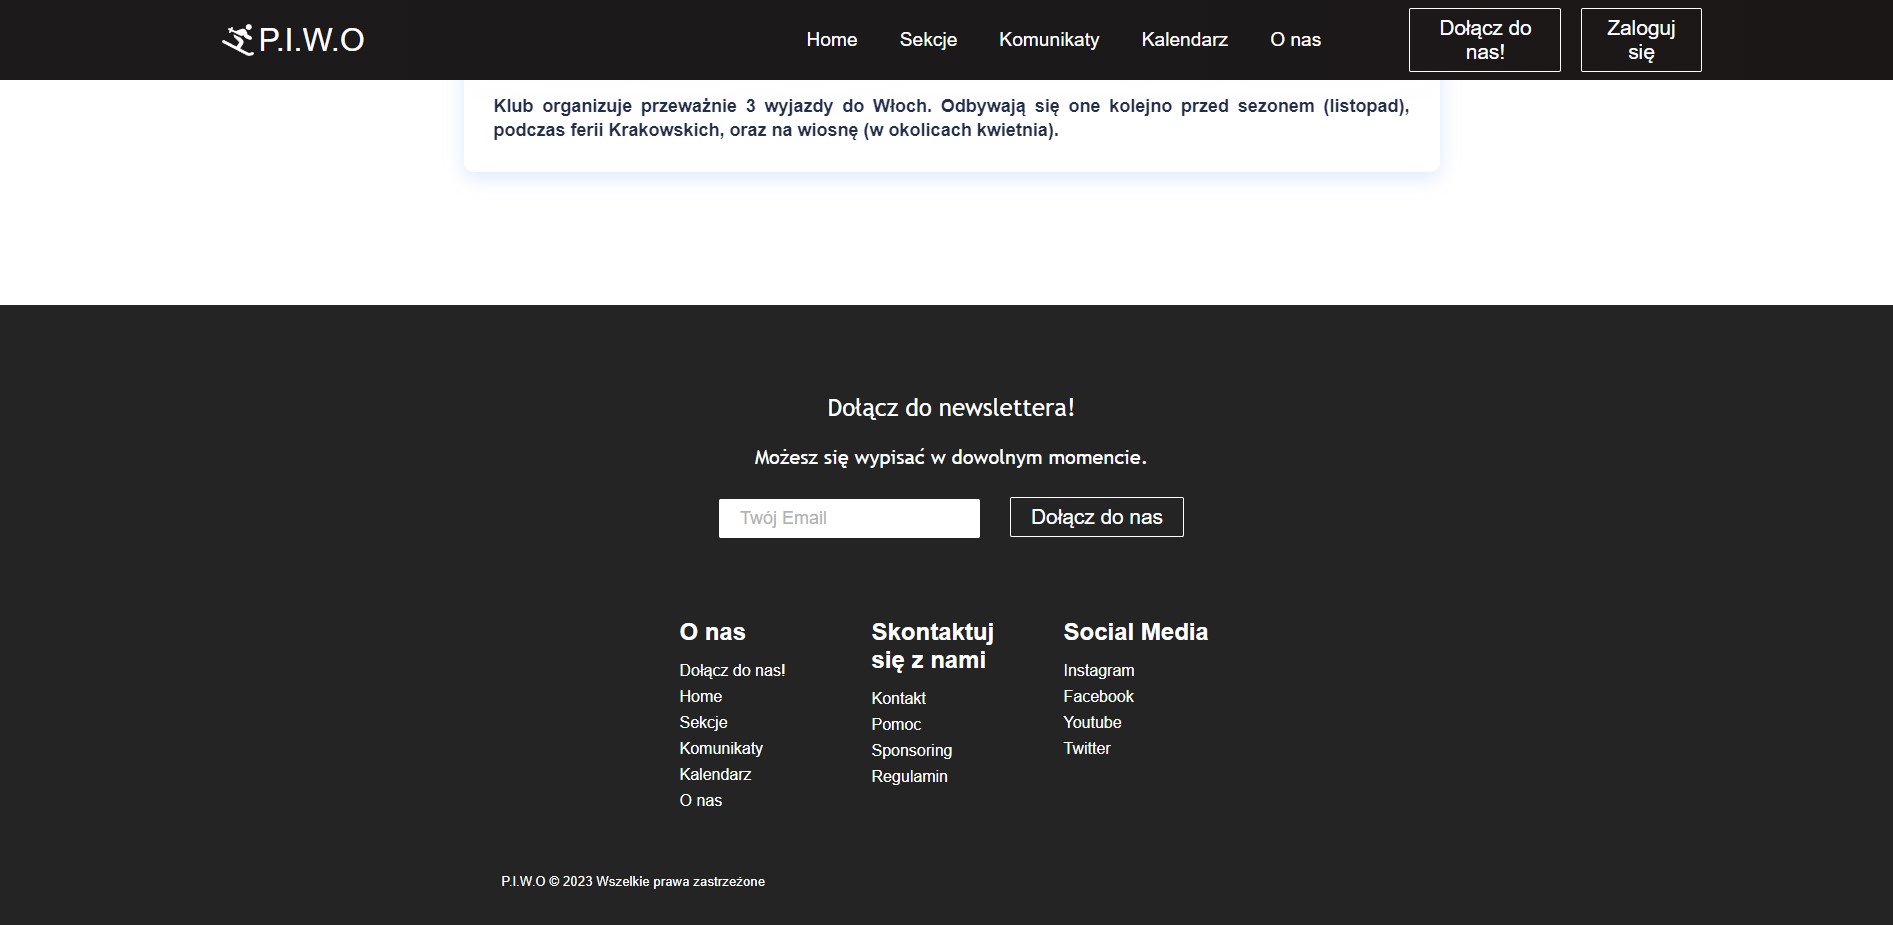 P.I.W.O
Home
Sekcje
Komunikaty
Kalendarz
O nas
Dołącz do
nas!
Zaloguj
się
Klub organizuje przeważnie 3 wyjazdy do Włoch. Odbywają się one kolejno przed sezonem (listopad),
podczas ferii Krakowskich, oraz na wiosnę (w okolicach kwietnia).
Dołącz do newslettera!
Możesz się wypisać w dowolnym momencie.
Twój Email
Dołącz do nas
O nas
Dołącz do nas!
Home
Sekcje
Komunikaty
Kalendarz
O nas
Skontaktuj
się z nami
Kontakt
Pomoc
Sponsoring
Regulamin
Social Media
Instagram
Facebook
Youtube
Twitter
P.I.W.O © 2023 Wszelkie prawa zastrzeżone